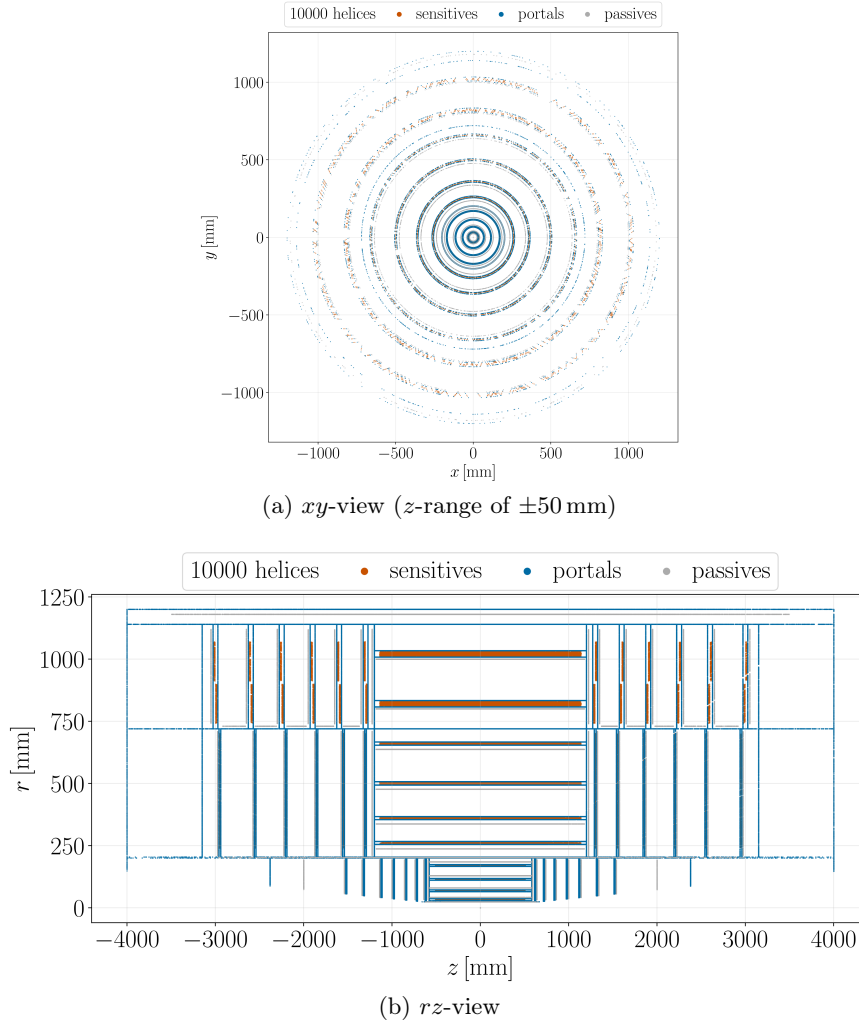 10000 helices sensitives portals passives
1000
500
0
−500
−1000
y [mm]
−1000 −500 0 500 1000
x [mm]
(a) xy-view (z-range of ±50 mm)
10000 helices sensitives portals passives
1250
1000
750
500
250
0
r [mm]
−4000 −3000 −2000 −1000 0 1000 2000 3000 4000
z [mm]
(b) rz-view